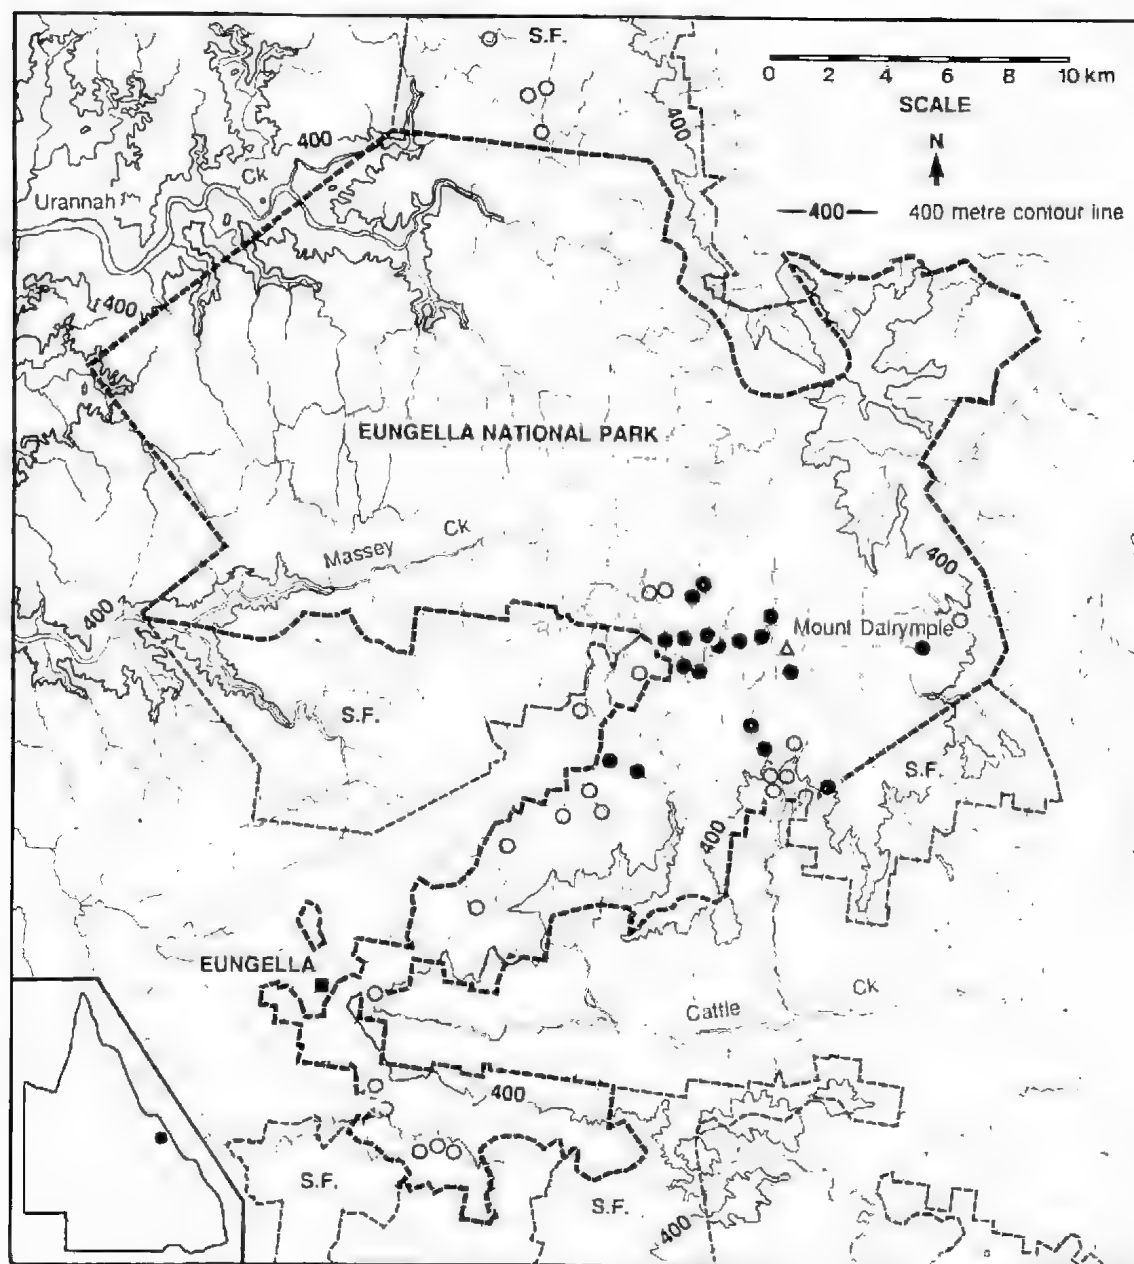 S.F.
0 2 4 6 8 10 km
SCALE
N
400
400
Ck
Urannah
400
400 metre contour line
400
EUNGELLA NATIONAL PARK
Ck
Massey
400
400
Mount Dalrymple
S.F.
S.F.
400
EUNGELLA
Ck
Cattle
400
S.F.
S.F.
400